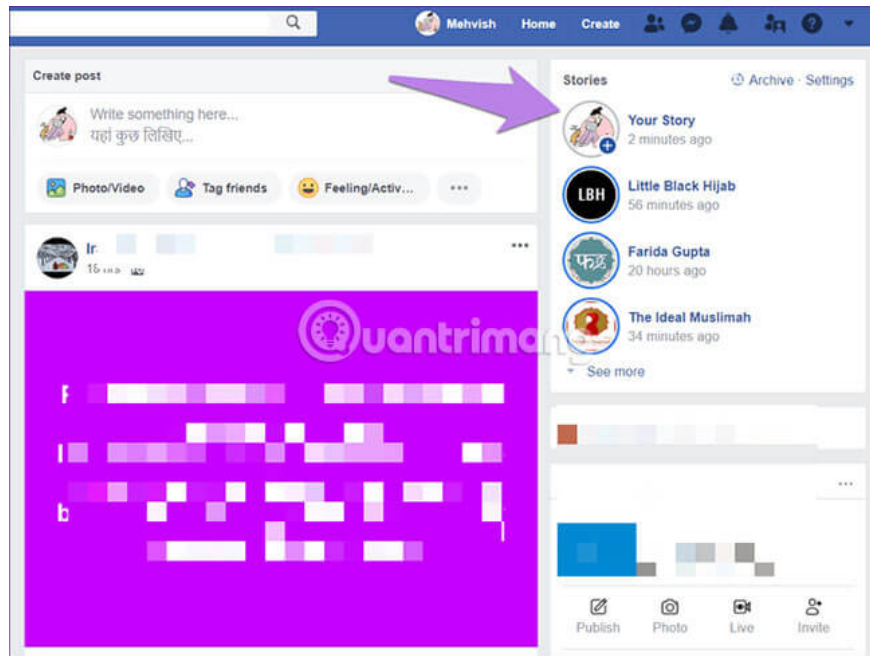 Mehvish Home Create
Create post
Write something here...
यहां कुछ लिखिए...
Photo/Video Tag friends Feeling/Activ...
Stories Archive · Settings
Your Story
2 minutes ago
LBH
Little Black Hijab
56 minutes ago
फग
Farida Gupta
20 hours ago
The Ideal Muslimah
34 minutes ago
See more
Quantrimang
Publish Photo Live Invite